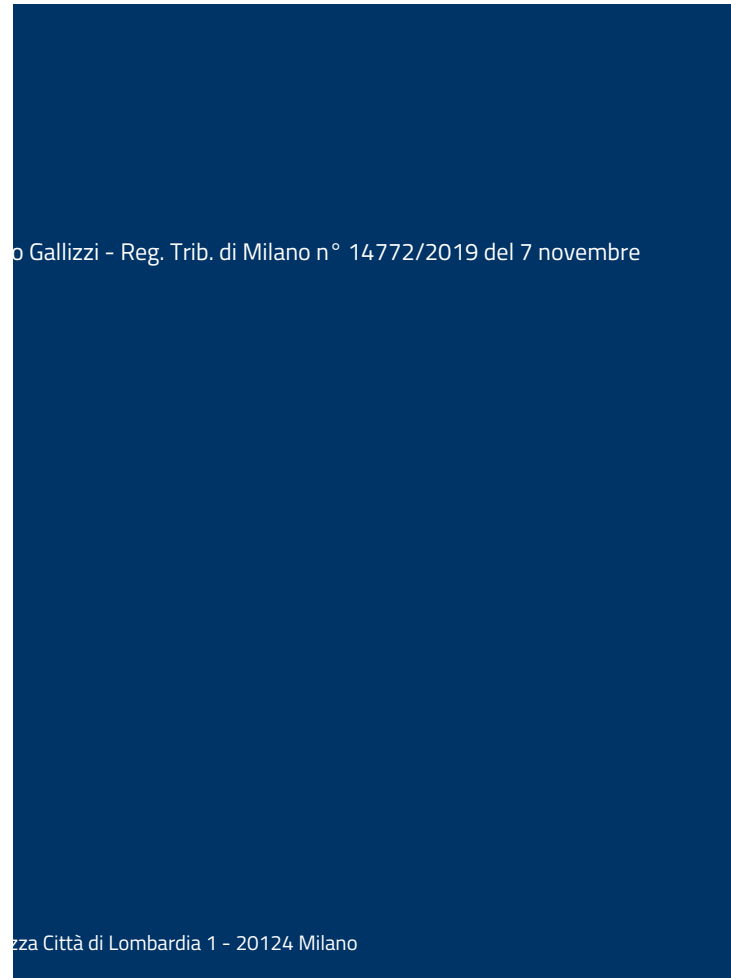 o Gallizzi - Reg. Trib. di Milano n° 14772/2019 del 7 novembre
zza Città di Lombardia 1 - 20124 Milano